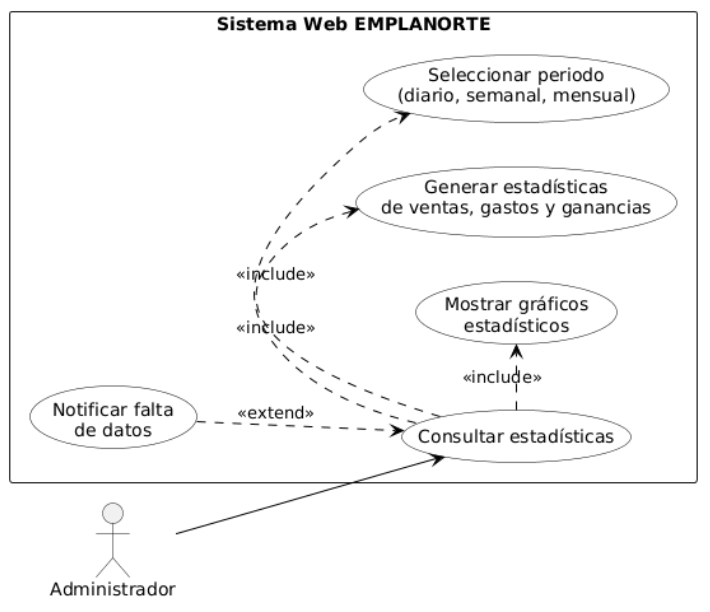 Sistema Web EMPLANORTE
Seleccionar periodo
(diario, semanal, mensual)
Generar estadísticas
de ventas, gastos y ganancias
«include»
Mostrar gráficos
estadísticos
«include»
«include»
Notificar falta
de datos
«extend»
Consultar estadísticas
Administrador